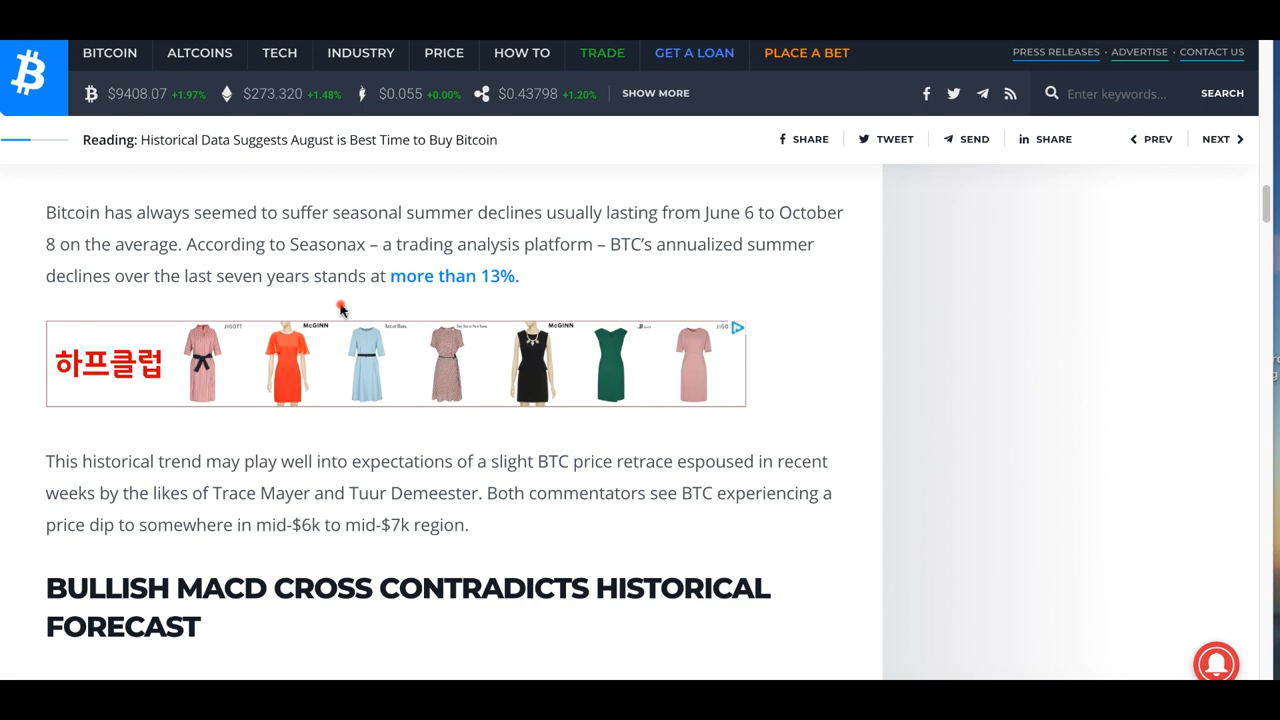 BITCOIN ALTCOINS TECH INDUSTRY PRICE HOW TO TRADE GET A LOAN PLACE A BET PRESS RELEASES · ADVERTISE · CONTACT US
$9408.07 +1.97% $273.320 +1.48% $0.055 +0.00% $0.43798 +1.20% SHOW MORE Enter keywords... SEARCH
Reading: Historical Data Suggests August is Best Time to Buy Bitcoin SHARE TWEET SEND SHARE PREV NEXT
Bitcoin has always seemed to suffer seasonal summer declines usually lasting from June 6 to October
8 on the average. According to Seasonax – a trading analysis platform – BTC's annualized summer
declines over the last seven years stands at more than 13%.
JIGOTT McGINN McGINN JIGO
하프클럽
This historical trend may play well into expectations of a slight BTC price retrace espoused in recent
weeks by the likes of Trace Mayer and Tuur Demeester. Both commentators see BTC experiencing a
price dip to somewhere in mid-$6k to mid-$7k region.
BULLISH MACD CROSS CONTRADICTS HISTORICAL
FORECAST